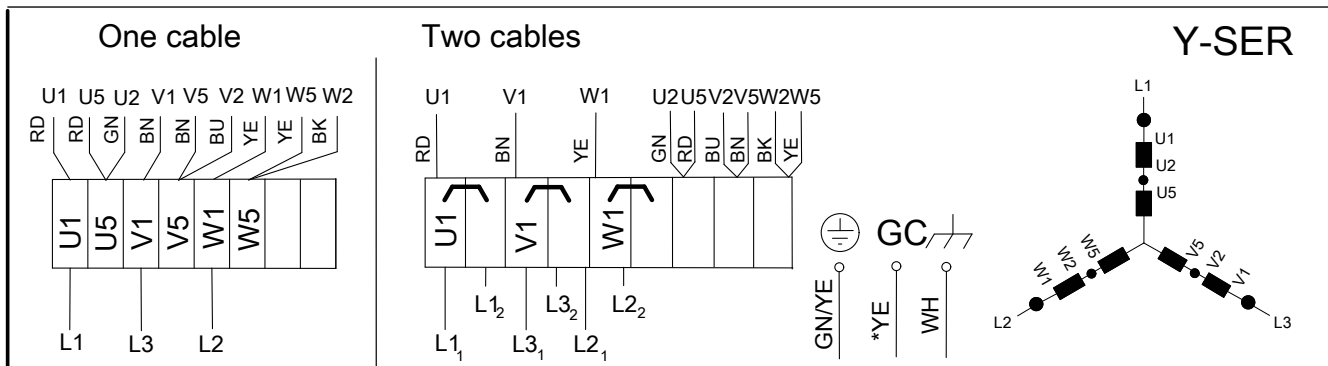 One cable
Two cables
Y-SER
U1 U5 U2 V1 V5 V2 W1 W5 W2
RD RD GN BN BN BU YE YE BK
U1 U5 V1 V5 W1 W5
L1 L3 L2
U1 V1 W1 U2 U5 V2 V5 W2 W5
RD BN YE GN RD BU BN BK YE
U1 V1 W1
L1₂ L3₂ L2₂
L1₁ L3₁ L2₁
GC
GN/YE *YE WH
L1
U1
U2
U5
W1 W2 W5
V5 V2 V1
L2
L3